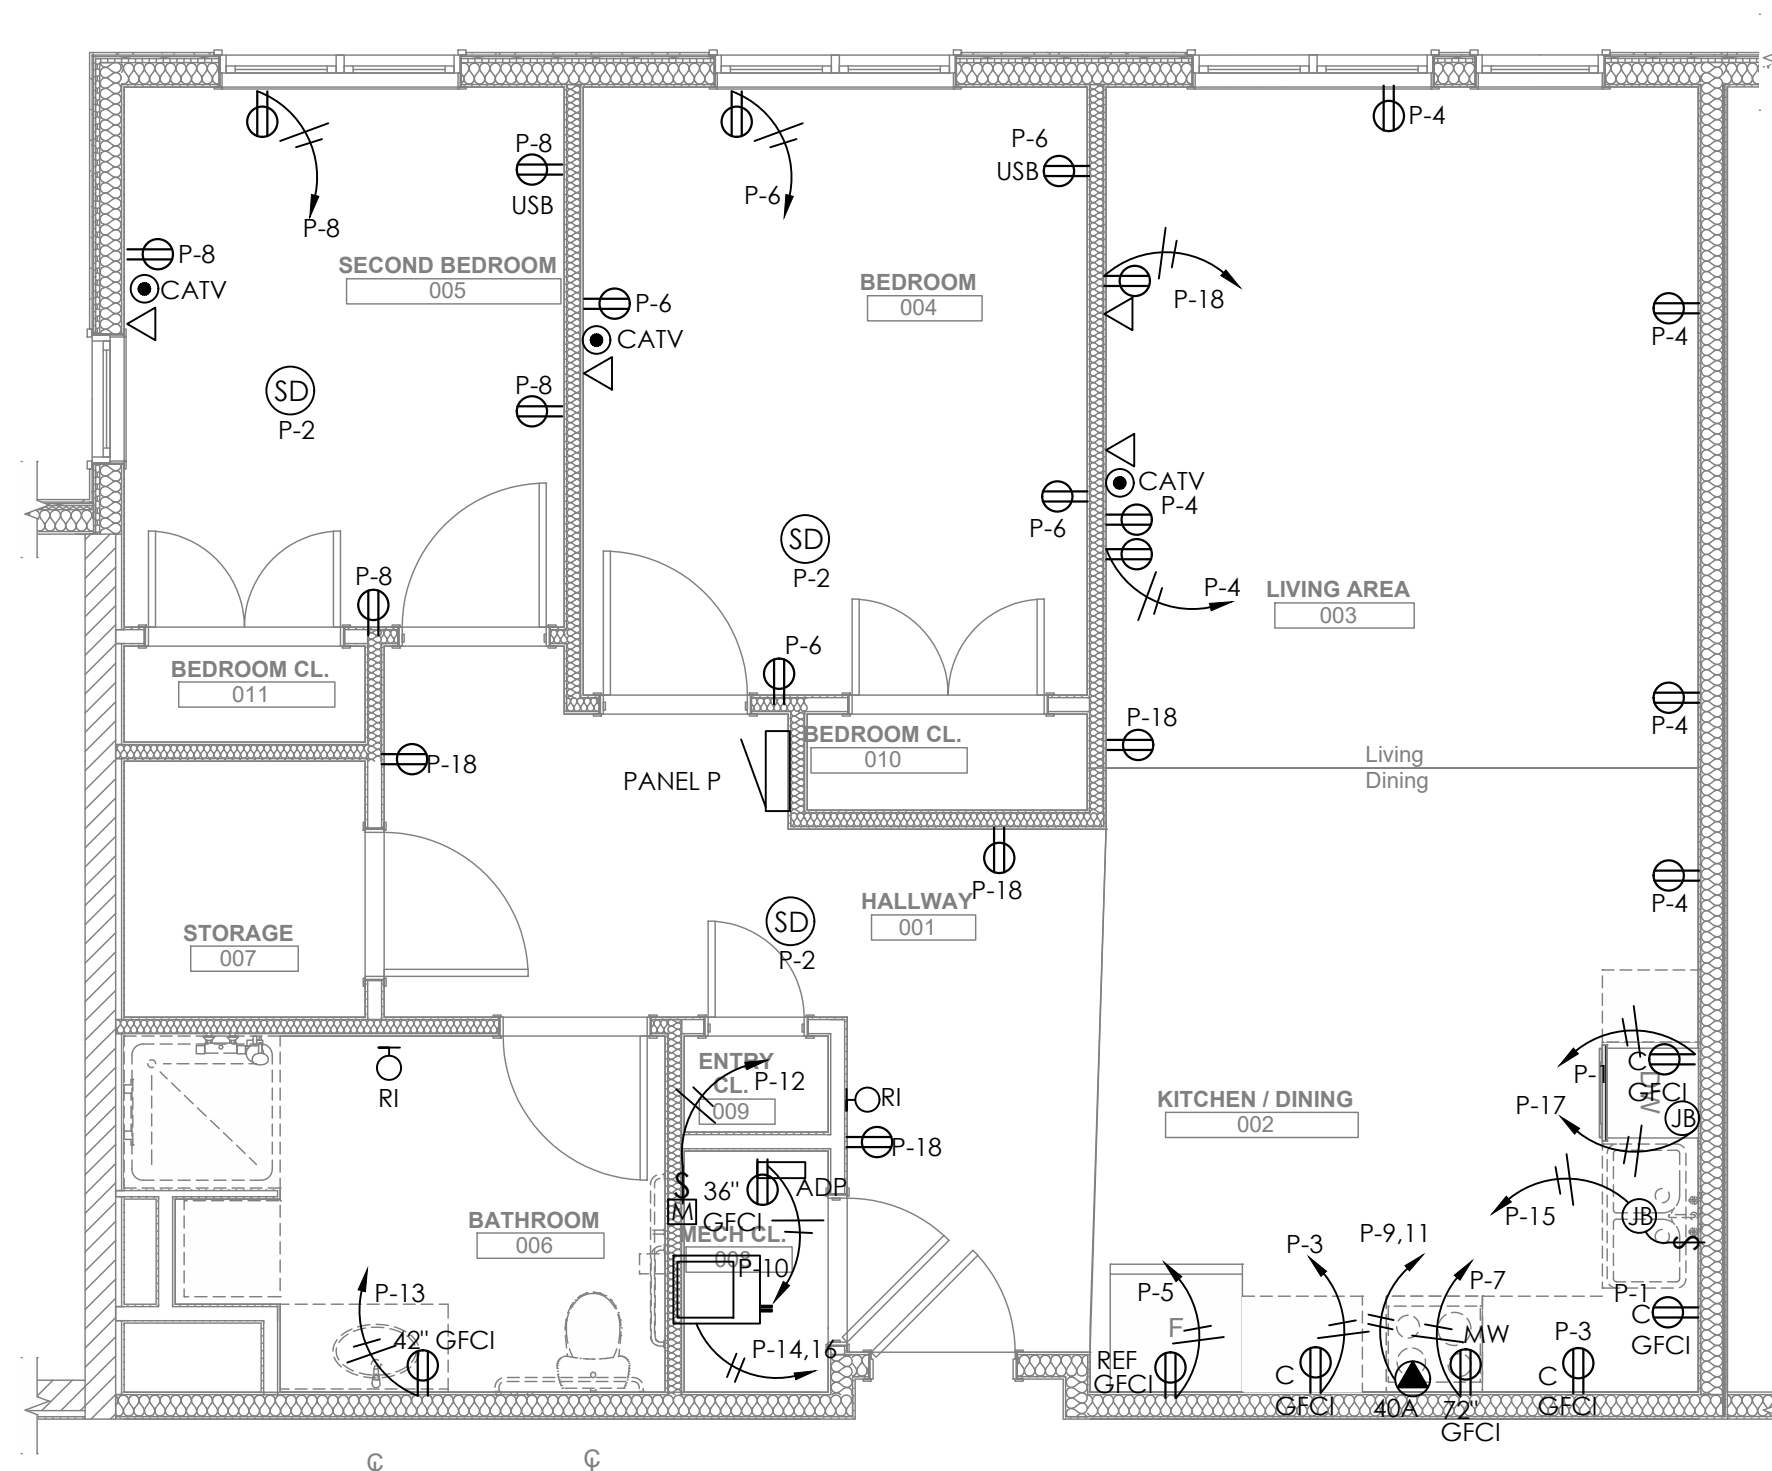 P-4
P-8
USB
P-6
USB
P-6
P-8
P-8
CATV
SECOND BEDROOM
005
BEDROOM
004
P-18
P-6
CATV
P-4
SD
P-2
P-8
CATV
P-4
P-6
SD
P-2
P-8
P-4
LIVING AREA
003
P-6
BEDROOM CL.
011
P-18
P-4
BEDROOM CL.
010
Living
Dining
P-18
PANEL P
P-18
P-4
HALLWAY
001
STORAGE
007
SD
P-2
ENTRY
CL.
009
P-12
RI
RI
P-18
C
GFCI
P-1
DW
P-17
JB
KITCHEN / DINING
002
S
M
36"
GFCI
ADP
MECH CL.
008
P-10
BATHROOM
006
P-15
JB
S
P-3
P-9,11
P-7
P-5
P-13
42" GFCI
P-14,16
F
REF
GFCI
C
GFCI
40A
MW
72"
GFCI
P-3
C
GFCI
P-1
C
GFCI